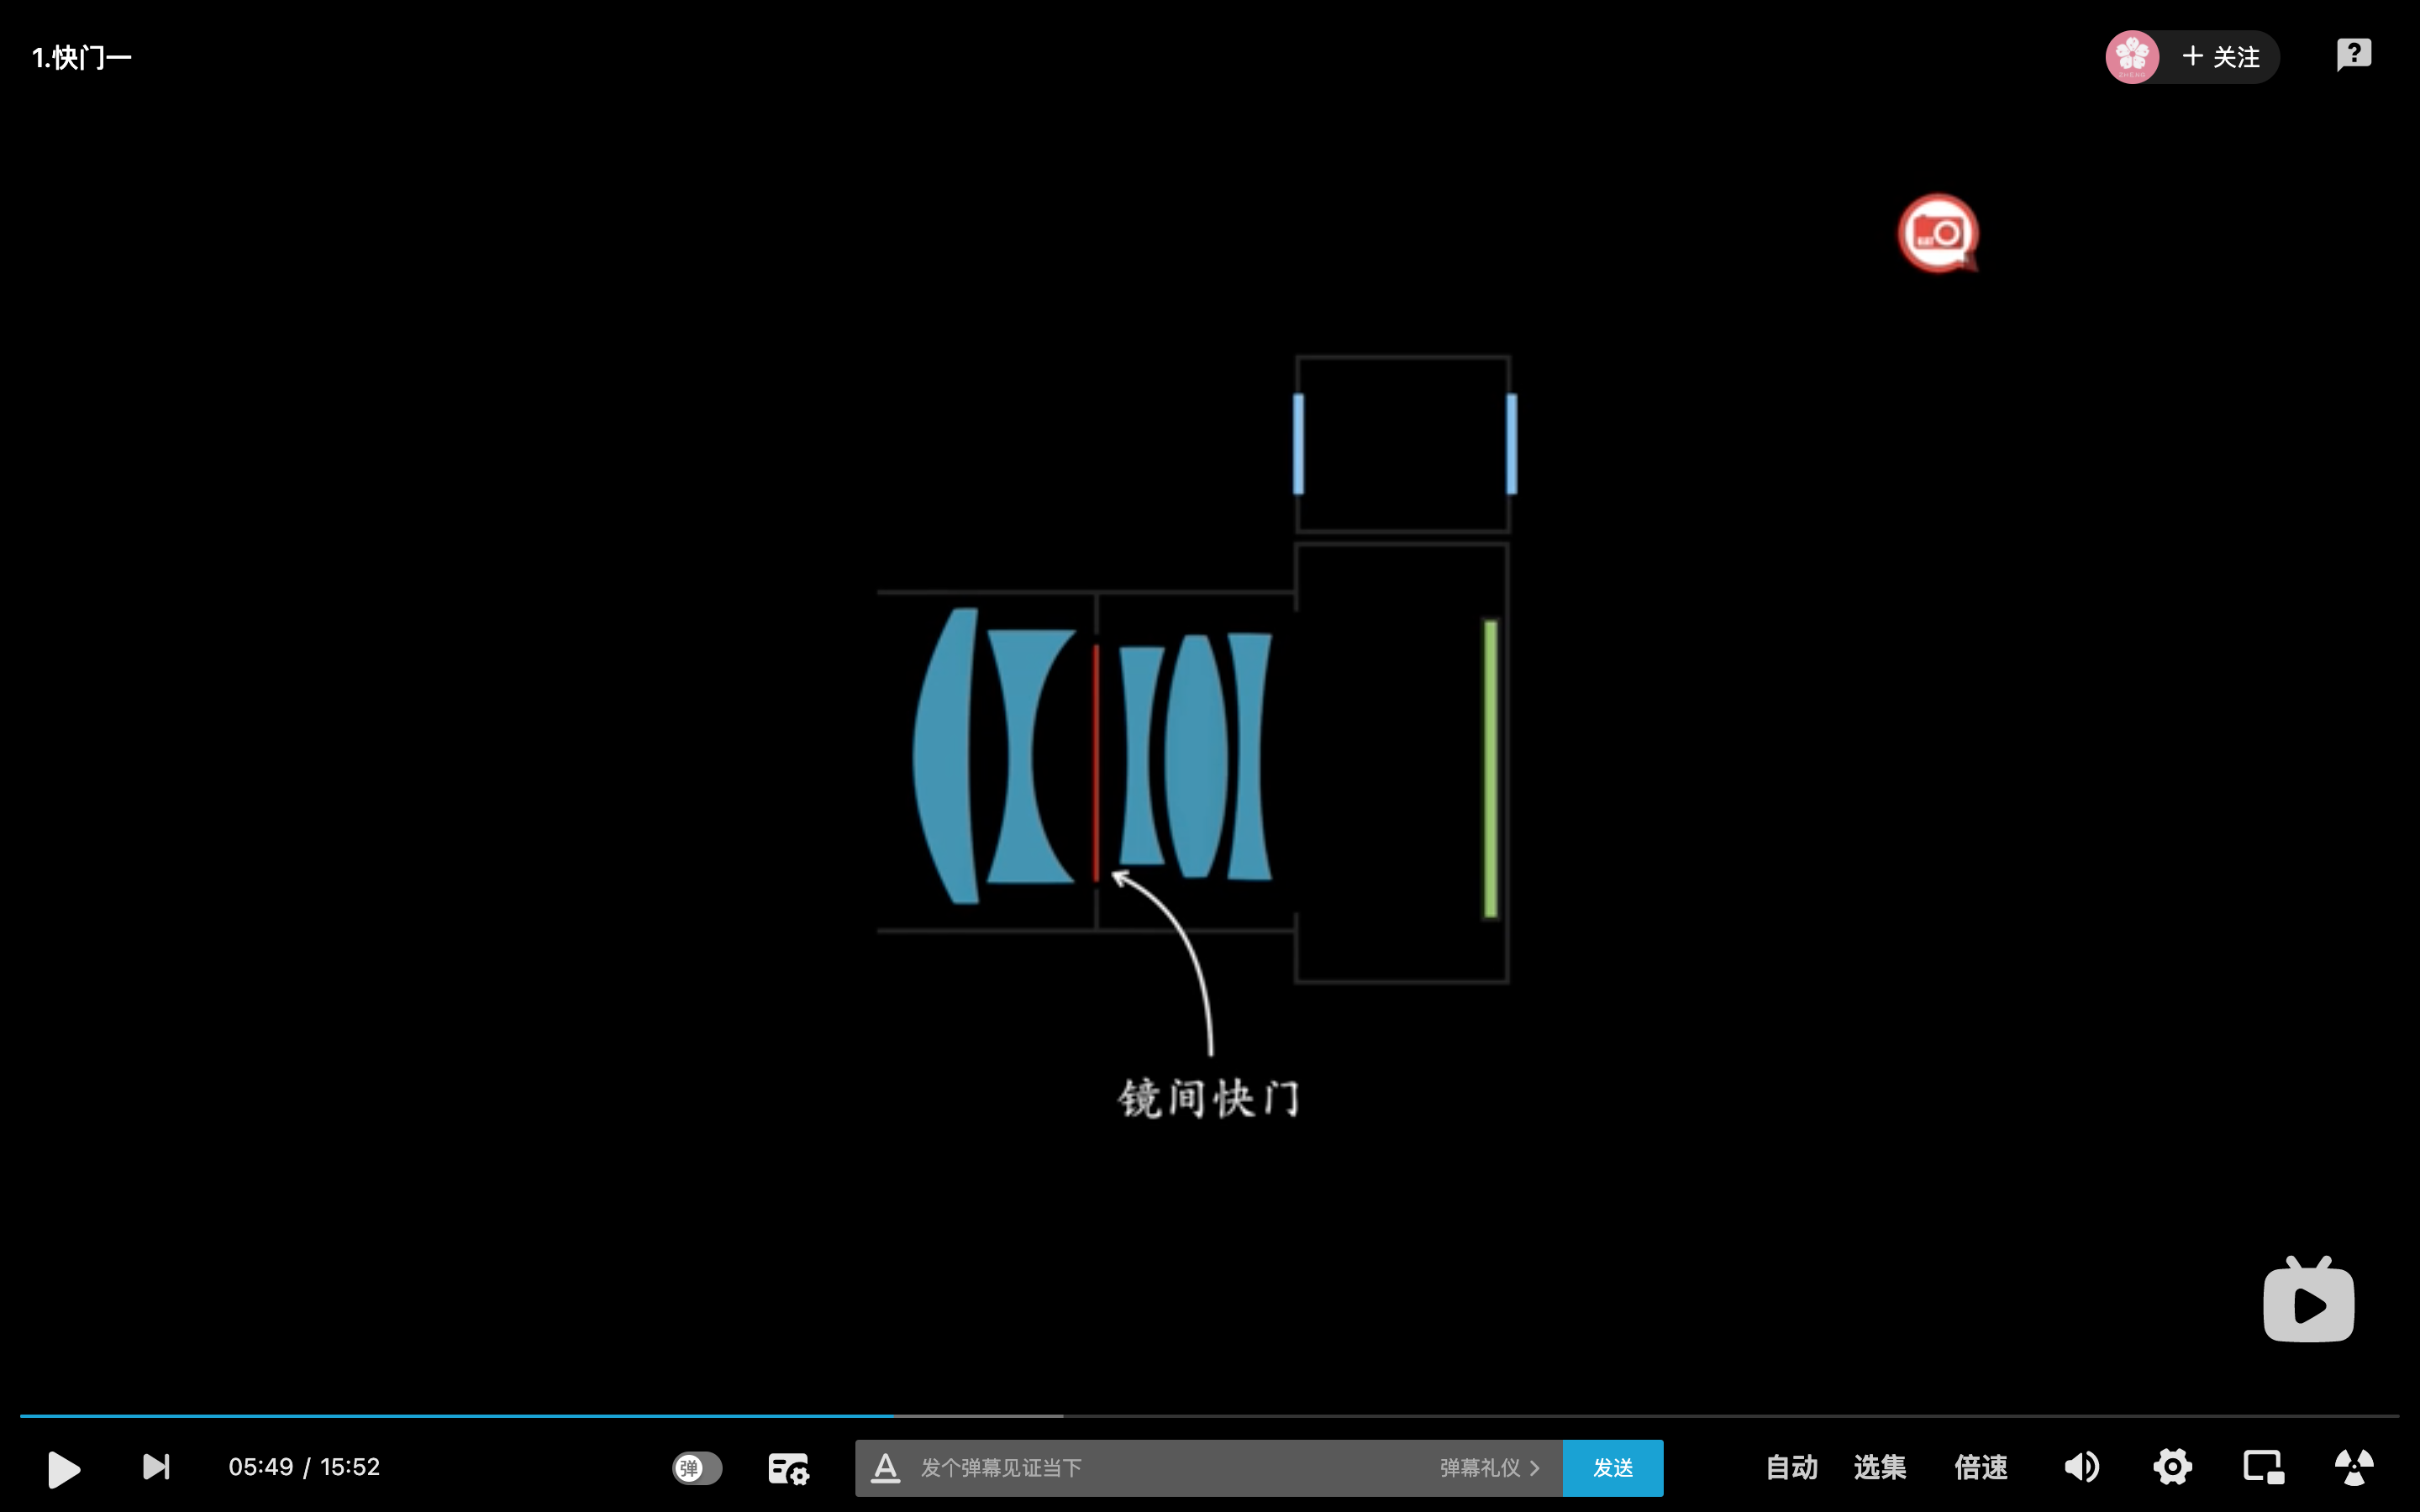 1.快门一
ZHENG
+ 关注
镜间快门
05:49 / 15:52
弹
发个弹幕见证当下
弹幕礼仪
发送
自动
选集
倍速